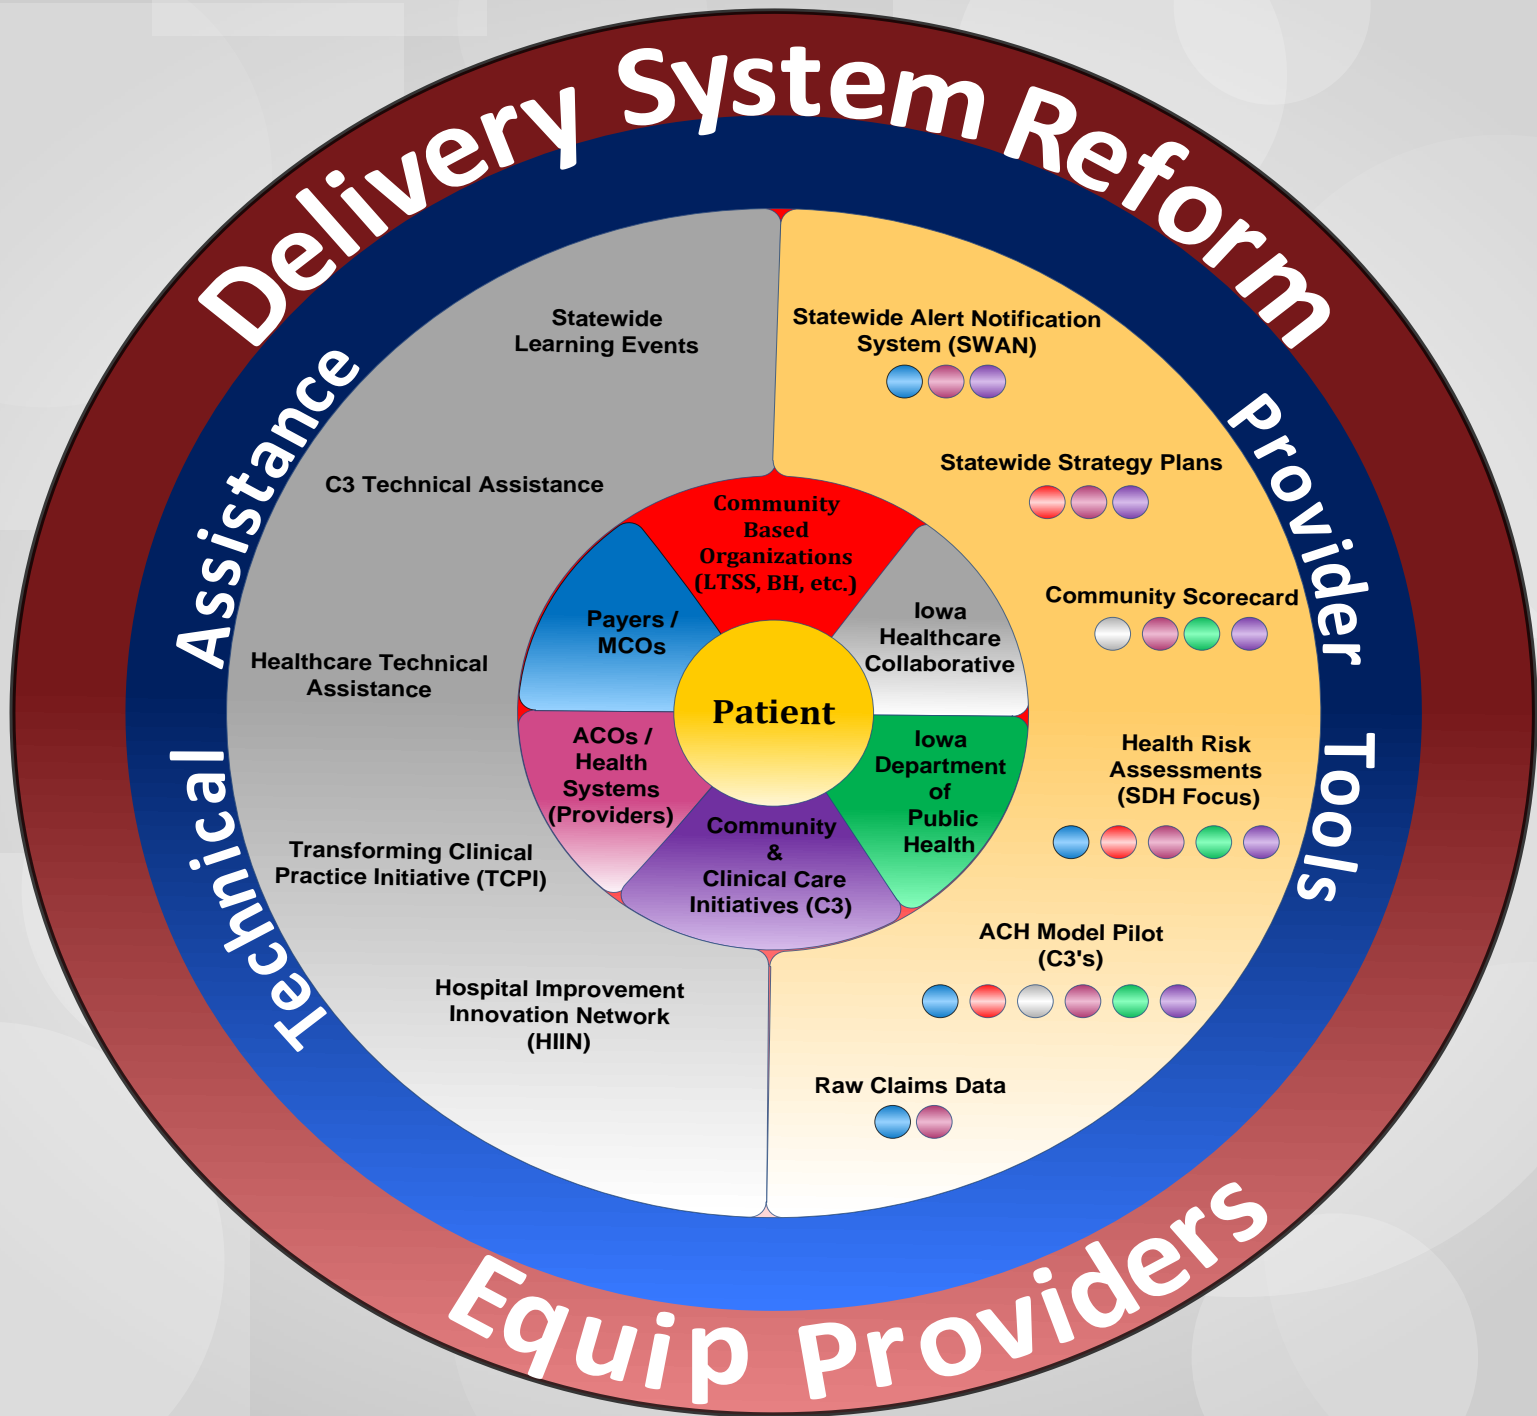 Delivery System Reform
Technical Assistance
Provider Tools
Statewide
Learning Events
C3 Technical Assistance
Healthcare Technical
Assistance
Transforming Clinical
Practice Initiative (TCPI)
Hospital Improvement
Innovation Network
(HIIN)
Statewide Alert Notification
System (SWAN)
Statewide Strategy Plans
Community Scorecard
Health Risk
Assessments
(SDH Focus)
ACH Model Pilot
(C3's)
Raw Claims Data
Community
Based
Organizations
(LTSS, BH, etc.)
Iowa
Healthcare
Collaborative
Iowa
Department
of
Public
Health
Community
&
Clinical Care
Initiatives (C3)
ACOs /
Health
Systems
(Providers)
Payers /
MCOs
Patient
Equip Providers